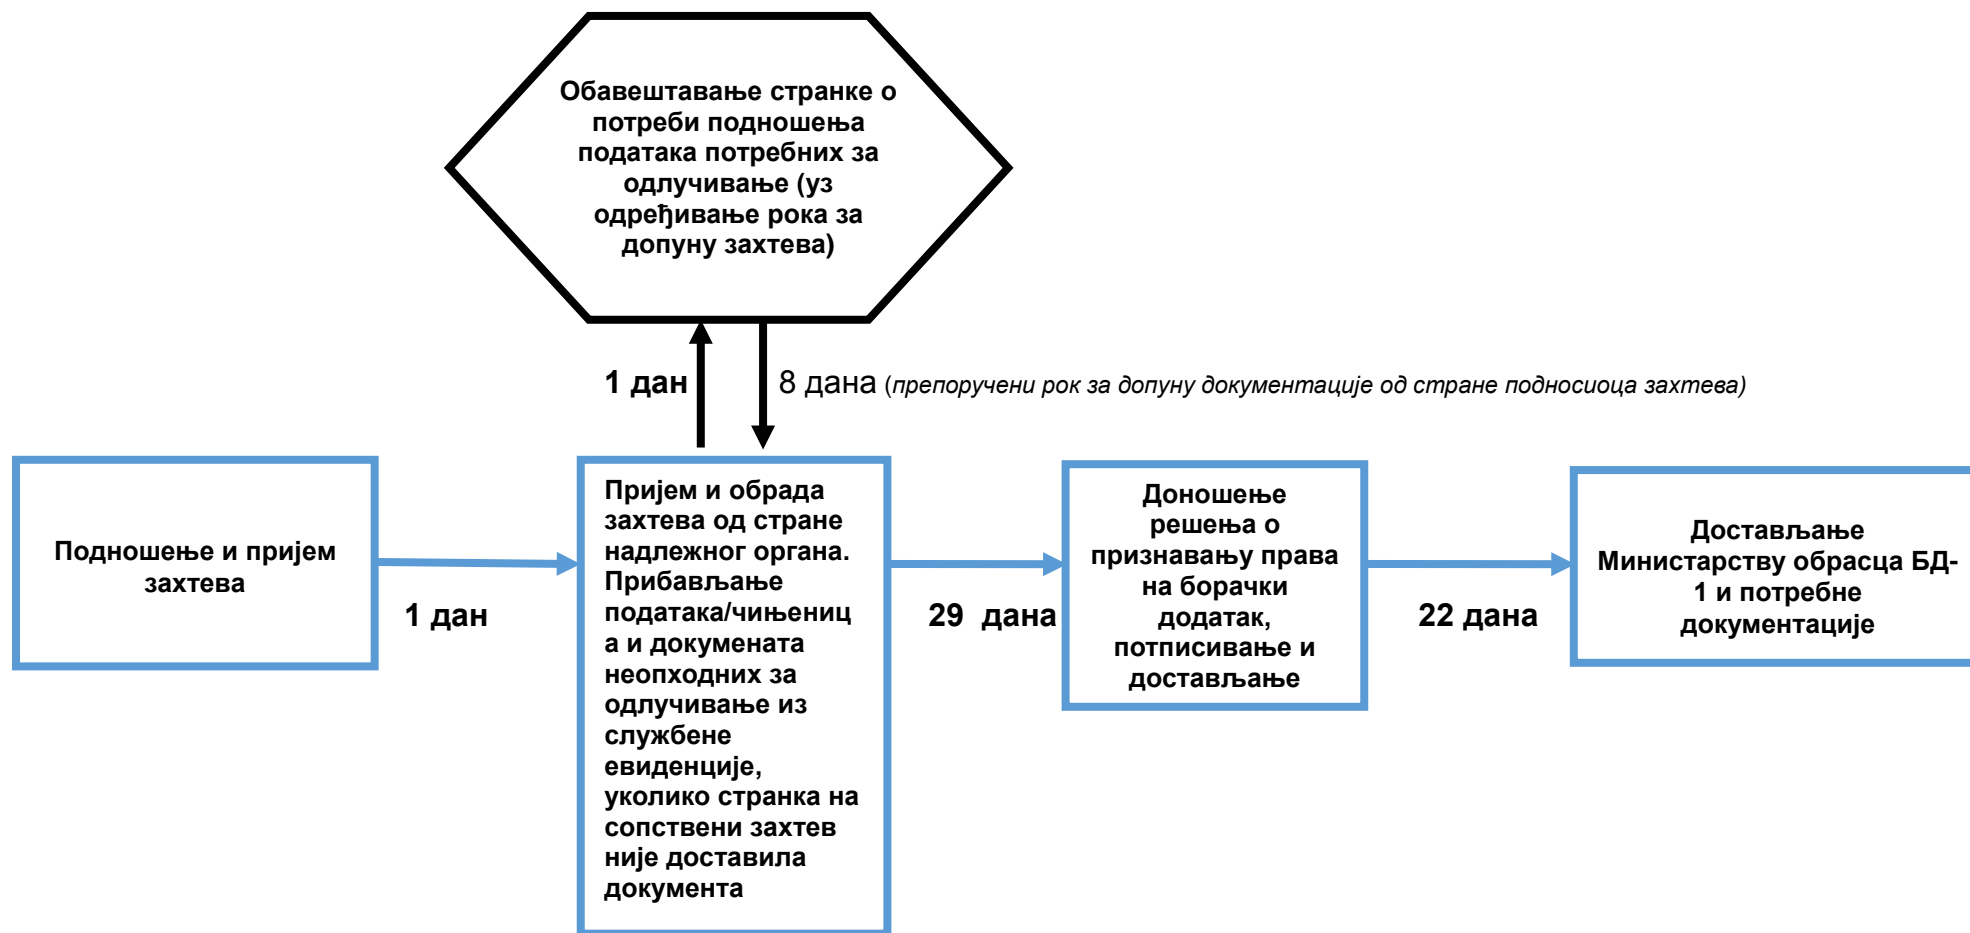 Обавештавање странке о
потреби подношења
података потребних за
одлучивање (уз
одређивање рока за
допуну захтева)
1 дан
8 дана (препоручени рок за допуну документације од стране подносиоца захтева)
Подношење и пријем
захтева
1 дан
Пријем и обрада
захтева од стране
надлежног органа.
Прибављање
података/чињениц
а и докумената
неопходних за
одлучивање из
службене
евиденције,
уколико странка на
сопствени захтев
није доставила
документа
29 дана
Доношење
решења о
признавању права
на борачки
додатак,
потписивање и
достављање
22 дана
Достављање
Министарству обрасца БД-
1 и потребне
документације